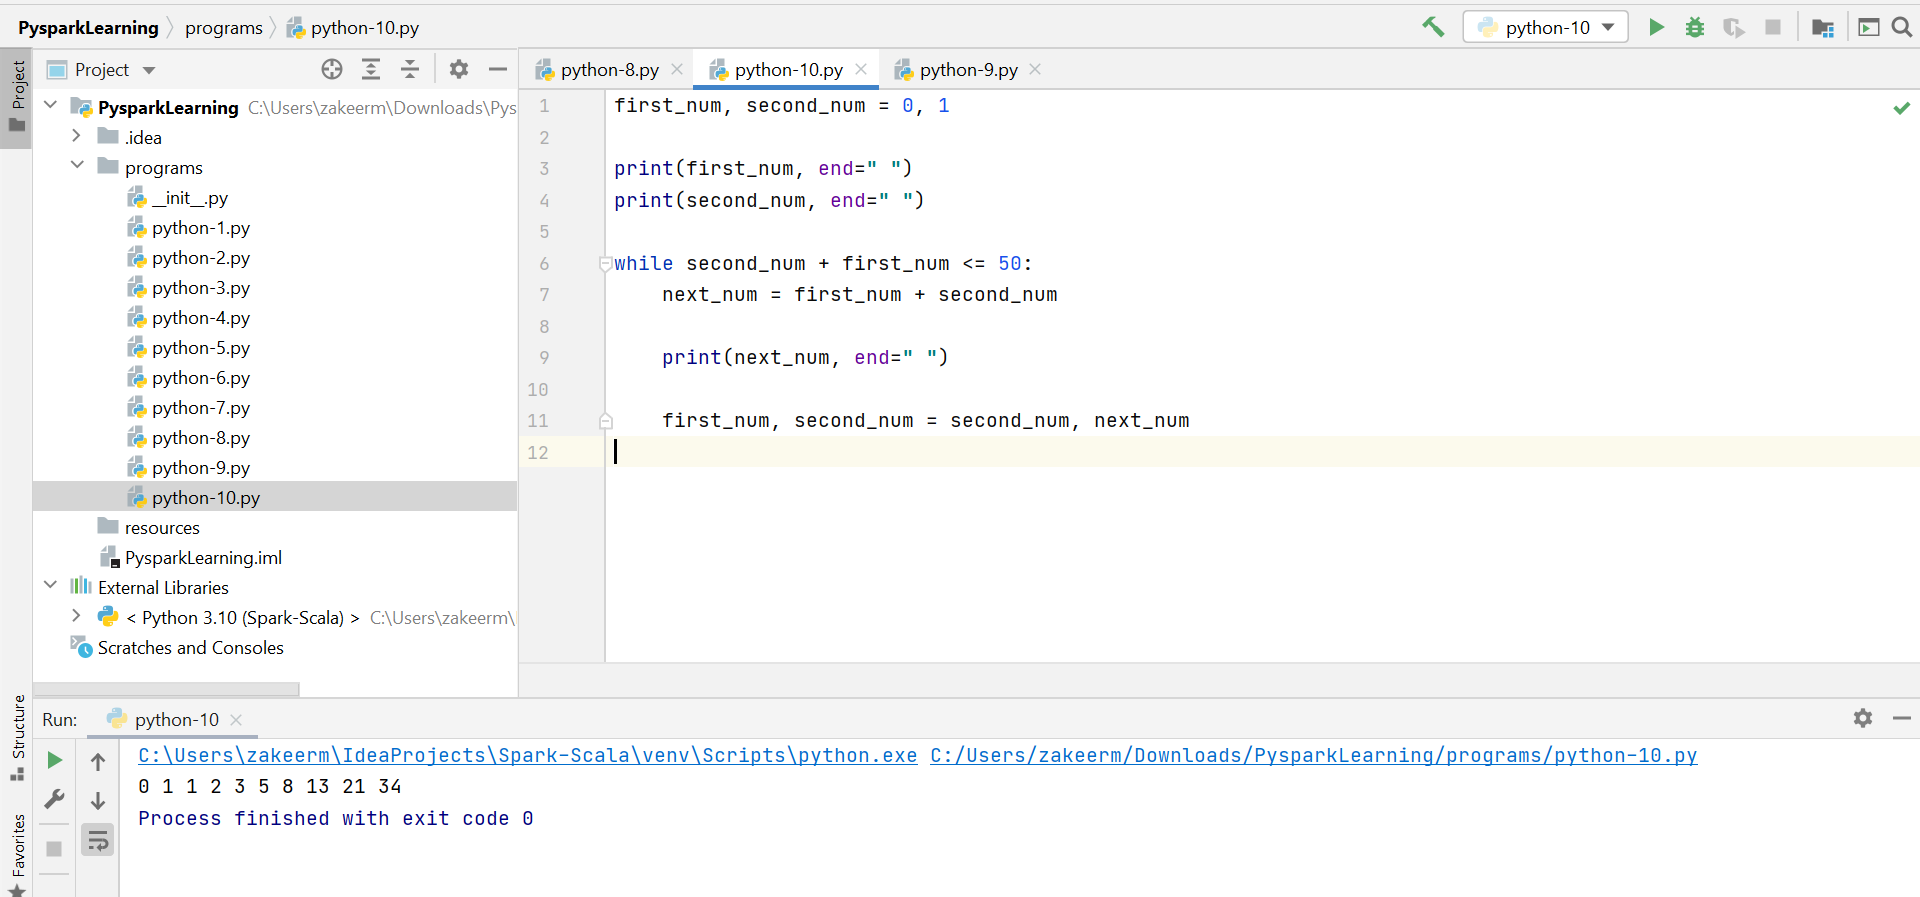 PysparkLearning programs python-10.py
python-10
Project
Project
python-8.py python-10.py python-9.py
PysparkLearning C:\Users\zakeerm\Downloads\Pys
.idea
programs
__init__.py
python-1.py
python-2.py
python-3.py
python-4.py
python-5.py
python-6.py
python-7.py
python-8.py
python-9.py
python-10.py
resources
PysparkLearning.iml
External Libraries
< Python 3.10 (Spark-Scala) > C:\Users\zakeerm\
Scratches and Consoles
1 first_num, second_num = 0, 1
2
3 print(first_num, end=" ")
4 print(second_num, end=" ")
5
6 while second_num + first_num <= 50:
7 next_num = first_num + second_num
8
9 print(next_num, end=" ")
10
11 first_num, second_num = second_num, next_num
12
Structure
Favorites
Run: python-10
C:\Users\zakeerm\IdeaProjects\Spark-Scala\venv\Scripts\python.exe C:/Users/zakeerm/Downloads/PysparkLearning/programs/python-10.py
0 1 1 2 3 5 8 13 21 34
Process finished with exit code 0